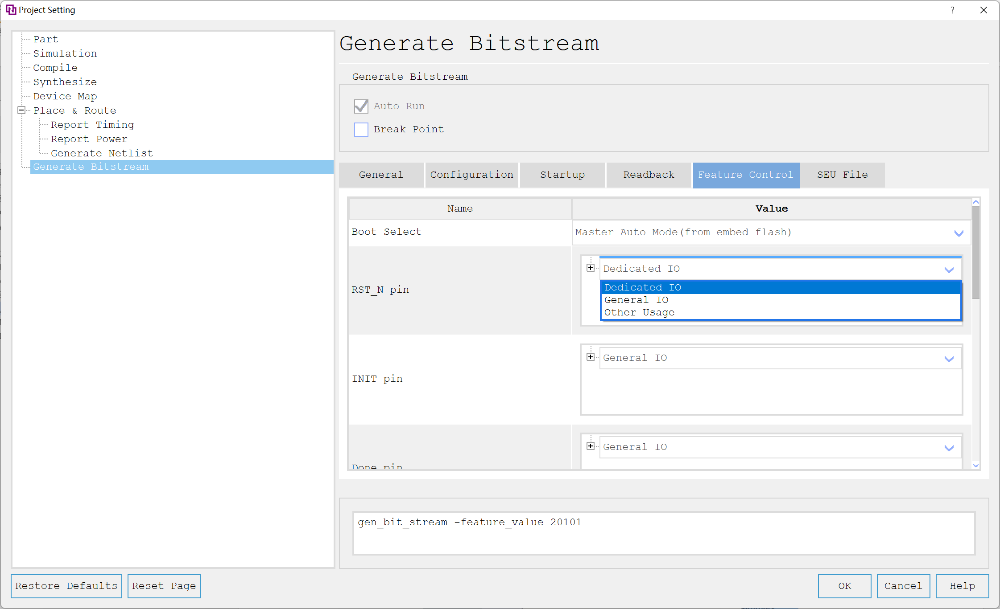 Project Setting
?
Part
Simulation
Compile
Synthesize
Device Map
Place & Route
Report Timing
Report Power
Generate Netlist
Generate Bitstream
Generate Bitstream
Generate Bitstream
Auto Run
Break Point
General
Configuration
Startup
Readback
Feature Control
SEU File
Name
Value
Boot Select
Master Auto Mode(from embed flash)
RST_N pin
Dedicated IO
Dedicated IO
General IO
Other Usage
INIT pin
General IO
Done pin
General IO
gen_bit_stream -feature_value 20101
Restore Defaults
Reset Page
OK
Cancel
Help